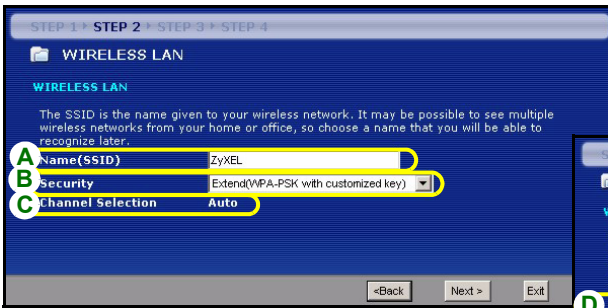 STEP 1 STEP 2 STEP 3 STEP 4
WIRELESS LAN
WIRELESS LAN
The SSID is the name given to your wireless network. It may be possible to see multiple
wireless networks from your home or office, so choose a name that you will be able to
recognize later.
A Name(SSID) ZyXEL
B Security Extend(WPA-PSK with customized key)
C Channel Selection Auto
<Back Next > Exit
D